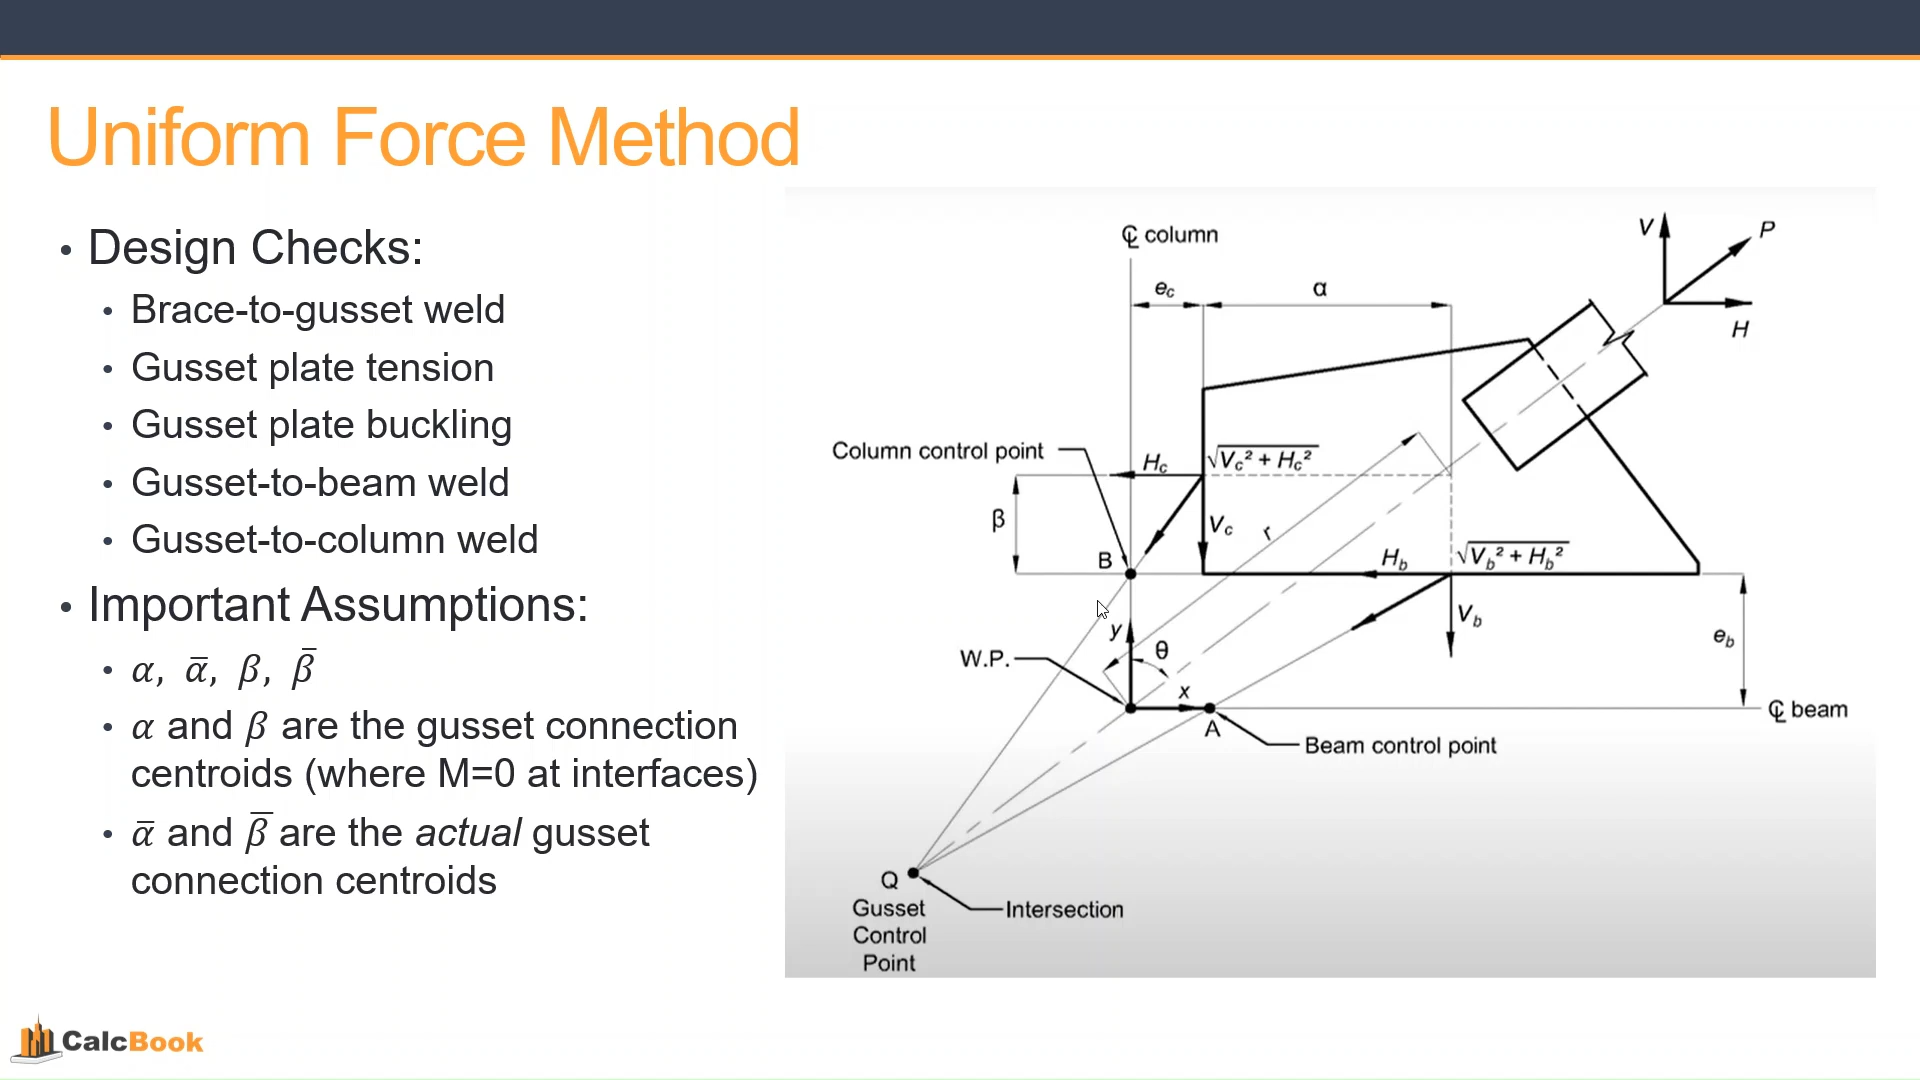 Uniform Force Method
• Design Checks:
• Brace-to-gusset weld
• Gusset plate tension
• Gusset plate buckling
• Gusset-to-beam weld
• Gusset-to-column weld
• Important Assumptions:
• α, ᾱ, β, β̄
• α and β are the gusset connection
centroids (where M=0 at interfaces)
• ᾱ and β̄ are the actual gusset
connection centroids
℄ column
V
P
H
e_c
α
Column control point
H_c
√V_c² + H_c²
β
V_c
r
B
H_b
√V_b² + H_b²
V_b
e_b
y
θ
W.P.
x
A
℄ beam
Beam control point
Q
Gusset
Control
Point
Intersection
CalcBook